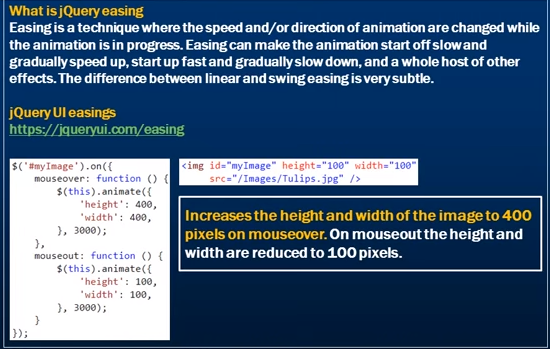 What is jQuery easing
Easing is a technique where the speed and/or direction of animation are changed while
the animation is in progress. Easing can make the animation start off slow and
gradually speed up, start up fast and gradually slow down, and a whole host of other
effects. The difference between linear and swing easing is very subtle.
jQuery UI easings
https://jqueryui.com/easing
$('#myImage').on({
    mouseover: function () {
        $(this).animate({
            'height': 400,
            'width': 400,
        }, 3000);
    },
    mouseout: function () {
        $(this).animate({
            'height': 100,
            'width': 100,
        }, 3000);
    }
});
<img id="myImage" height="100" width="100"
     src="/Images/Tulips.jpg" />
Increases the height and width of the image to 400
pixels on mouseover. On mouseout the height and
width are reduced to 100 pixels.